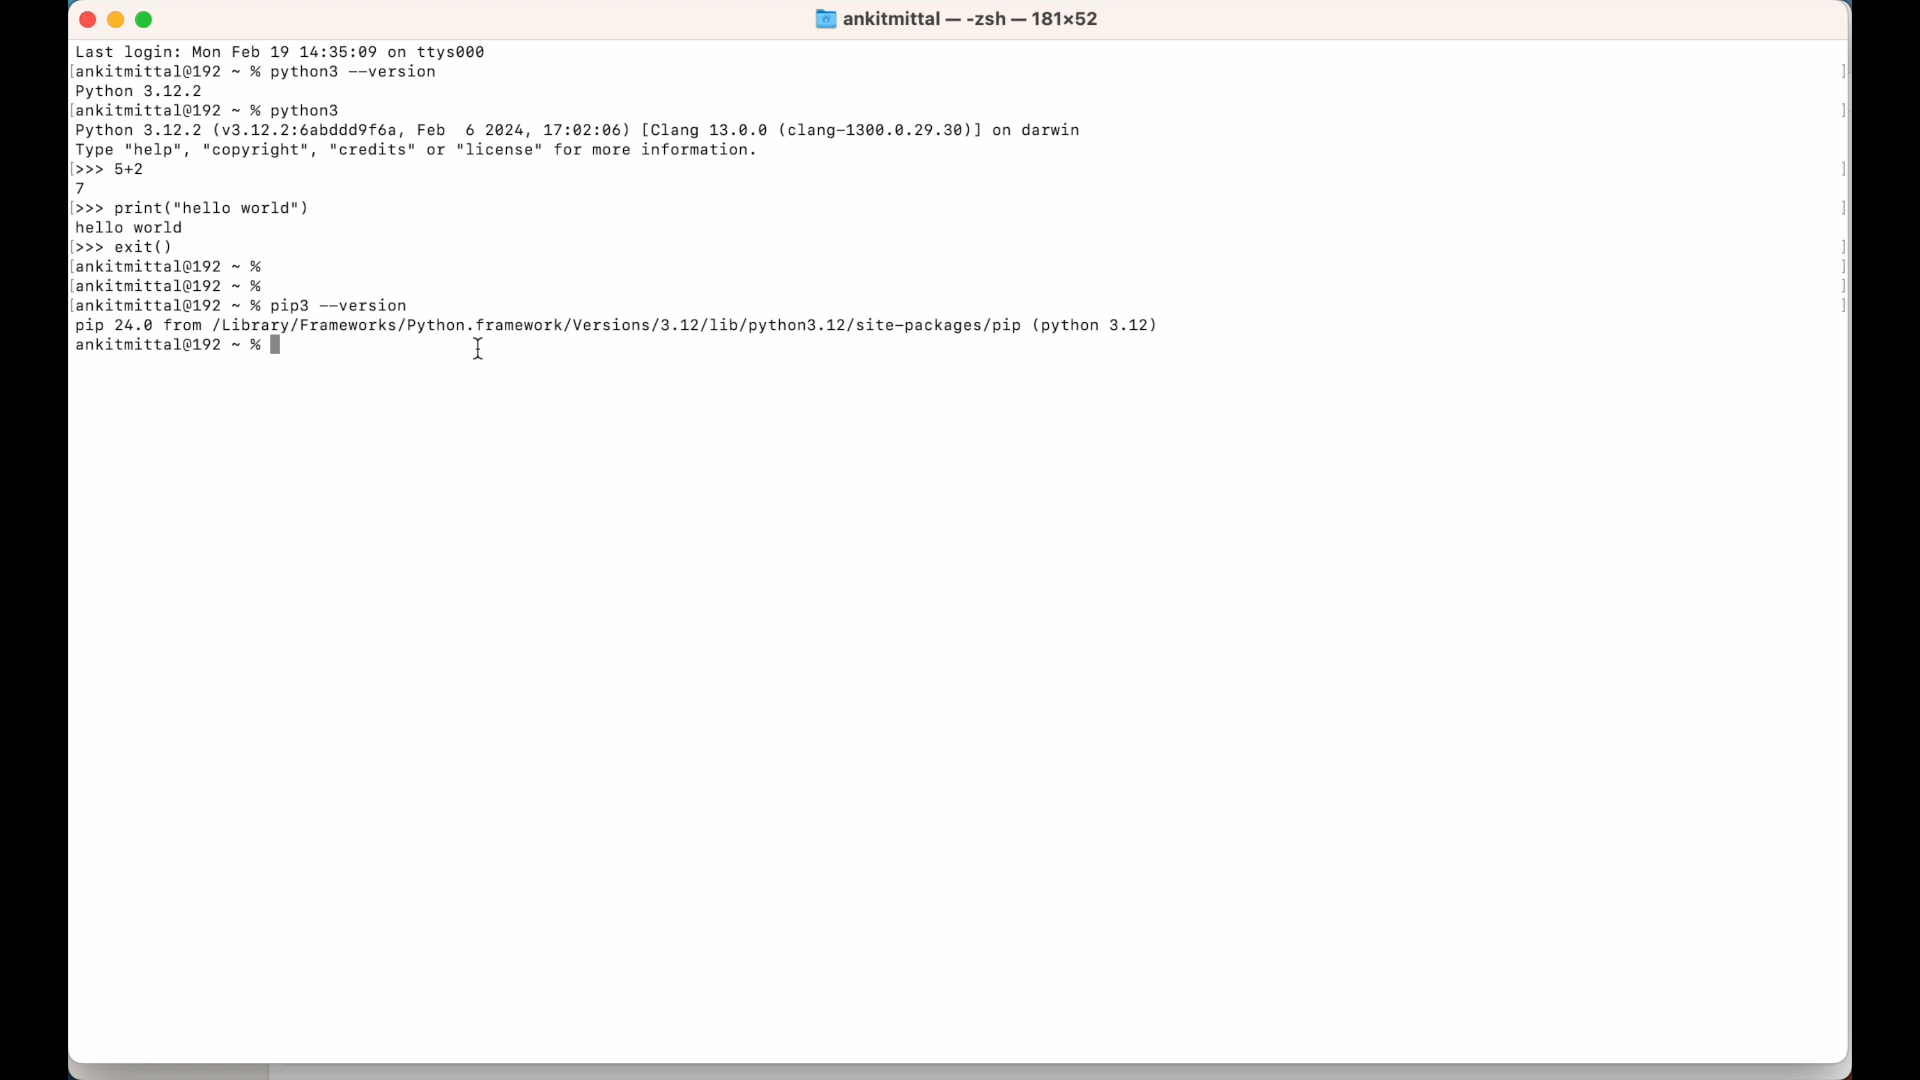 ankitmittal — -zsh — 181×52
Last login: Mon Feb 19 14:35:09 on ttys000
[ankitmittal@192 ~ % python3 --version ]
Python 3.12.2
[ankitmittal@192 ~ % python3 ]
Python 3.12.2 (v3.12.2:6abddd9f6a, Feb  6 2024, 17:02:06) [Clang 13.0.0 (clang-1300.0.29.30)] on darwin
Type "help", "copyright", "credits" or "license" for more information.
[>>> 5+2 ]
7
[>>> print("hello world") ]
hello world
[>>> exit() ]
[ankitmittal@192 ~ % ]
[ankitmittal@192 ~ % ]
[ankitmittal@192 ~ % pip3 --version ]
pip 24.0 from /Library/Frameworks/Python.framework/Versions/3.12/lib/python3.12/site-packages/pip (python 3.12)
ankitmittal@192 ~ %